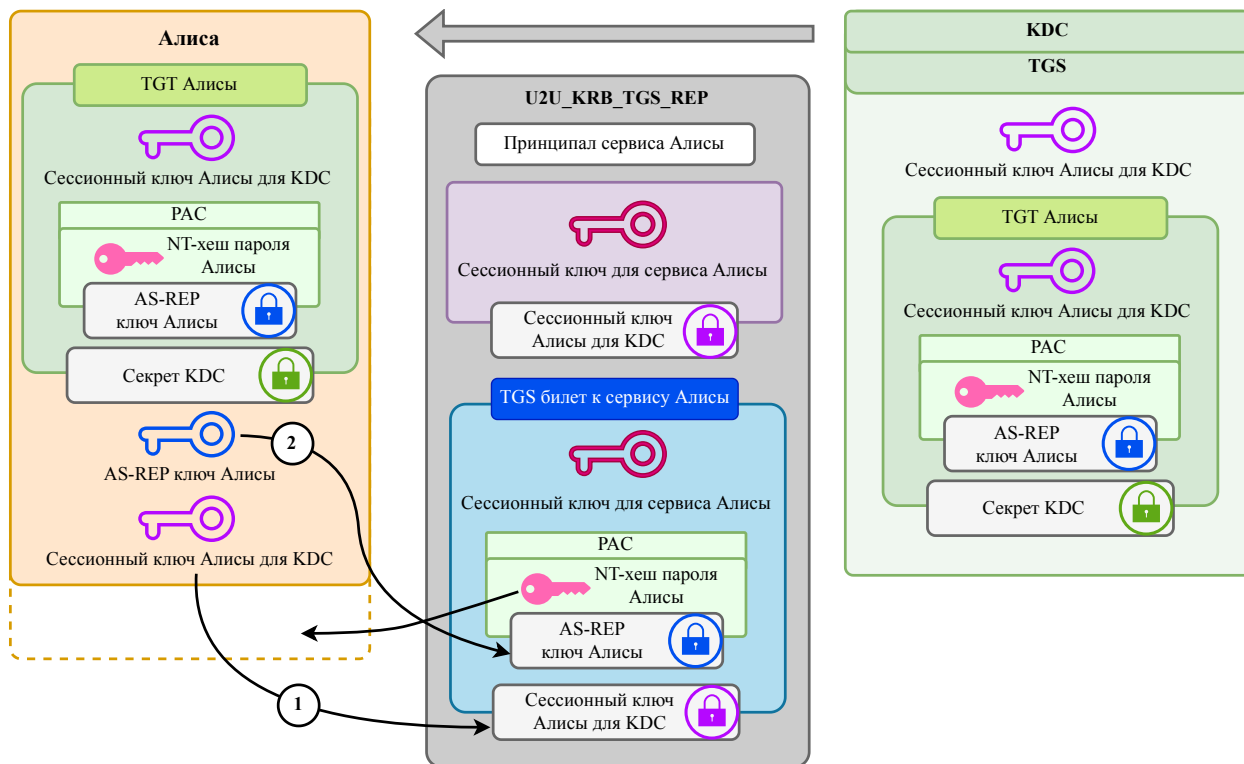 Алиса
TGT Алисы
Сессионный ключ Алисы для KDC
PAC
NT-хеш пароля
Алисы
AS-REP
ключ Алисы
Секрет KDC
2
AS-REP ключ Алисы
Сессионный ключ Алисы для KDC
1
U2U_KRB_TGS_REP
Принципал сервиса Алисы
Сессионный ключ для сервиса Алисы
Сессионный ключ
Алисы для KDC
TGS билет к сервису Алисы
Сессионный ключ для сервиса Алисы
PAC
NT-хеш пароля
Алисы
AS-REP
ключ Алисы
Сессионный ключ
Алисы для KDC
KDC
TGS
Сессионный ключ Алисы для KDC
TGT Алисы
Сессионный ключ Алисы для KDC
PAC
NT-хеш пароля
Алисы
AS-REP
ключ Алисы
Секрет KDC